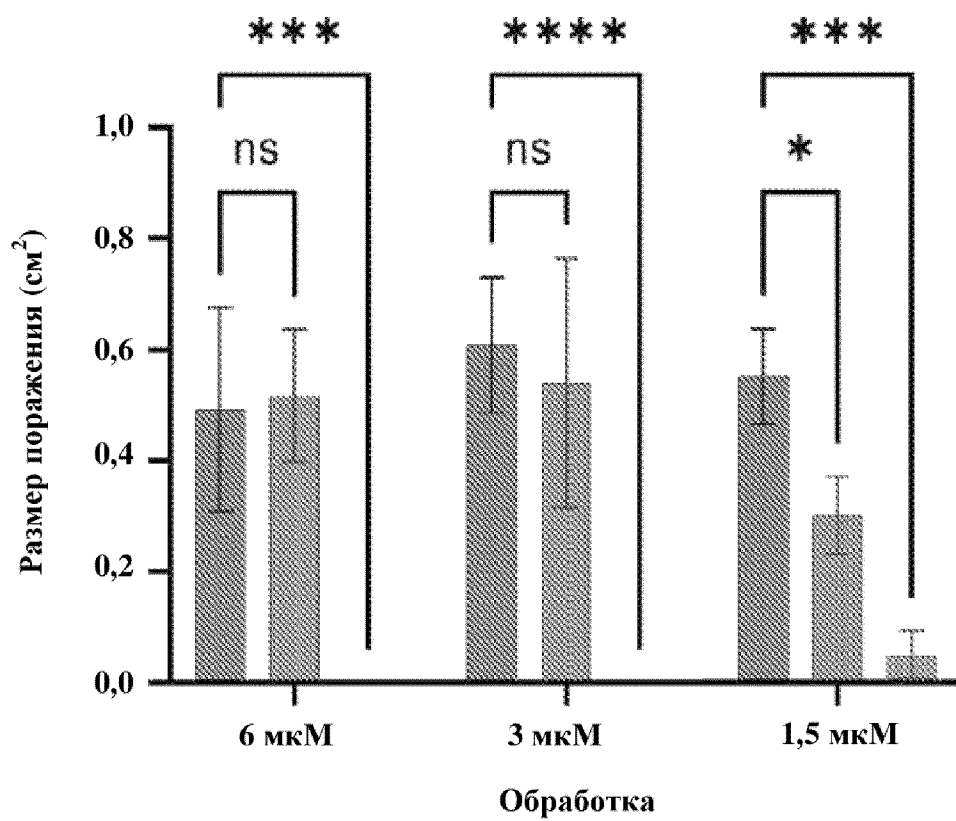 *** **** ***
ns ns *
1,0
0,8
0,6
0,4
0,2
0,0
Размер поражения (см²)
6 мкМ 3 мкМ 1,5 мкМ
Обработка